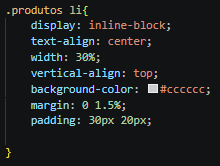 .produtos li{
display: inline-block;
text-align: center;
width: 30%;
vertical-align: top;
background-color: #cccccc;
margin: 0 1.5%;
padding: 30px 20px;
}